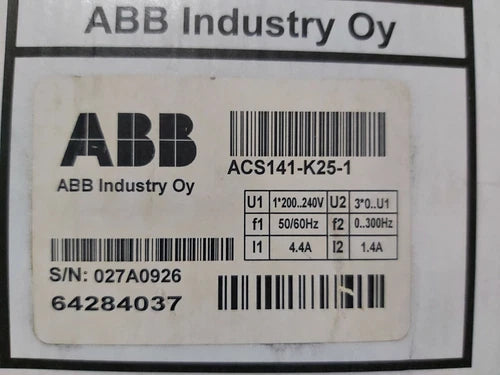 ABB Industry Oy
ABB
ABB Industry Oy
ACS141-K25-1
U1 1*200..240V U2 3*0..U1
f1 50/60Hz f2 0..300Hz
I1 4.4A I2 1.4A
S/N: 027A0926
64284037